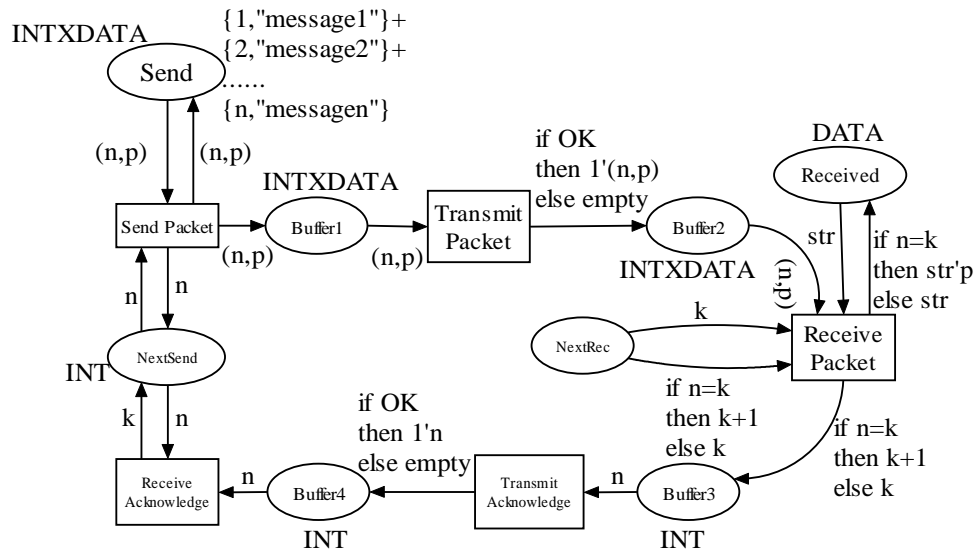 INTXDATA
Send
{1,"message1"}+
{2,"message2"}+
......
{n,"messagen"}
(n,p)
(n,p)
Send Packet
(n,p)
INTXDATA
Buffer1
(n,p)
Transmit
Packet
if OK
then 1'(n,p)
else empty
Buffer2
INTXDATA
(n,p)
DATA
Received
str
if n=k
then str'p
else str
n
n
NextSend
INT
k
n
NextRec
k
Receive
Packet
if n=k
then k+1
else k
if n=k
then k+1
else k
Receive
Acknowledge
n
Buffer4
INT
if OK
then 1'n
else empty
Transmit
Acknowledge
n
Buffer3
INT